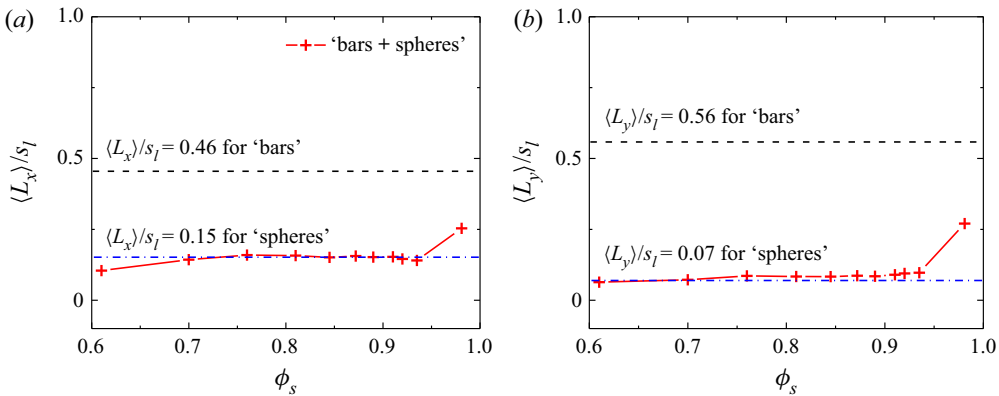 (a)
1.0
0.5
0
⟨Lx⟩/sl
'bars + spheres'
⟨Lx⟩/sl = 0.46 for 'bars'
⟨Lx⟩/sl = 0.15 for 'spheres'
0.6 0.7 0.8 0.9 1.0
ϕs
(b)
1.0
0.5
0
⟨Ly⟩/sl
⟨Ly⟩/sl = 0.56 for 'bars'
⟨Ly⟩/sl = 0.07 for 'spheres'
0.6 0.7 0.8 0.9 1.0
ϕs